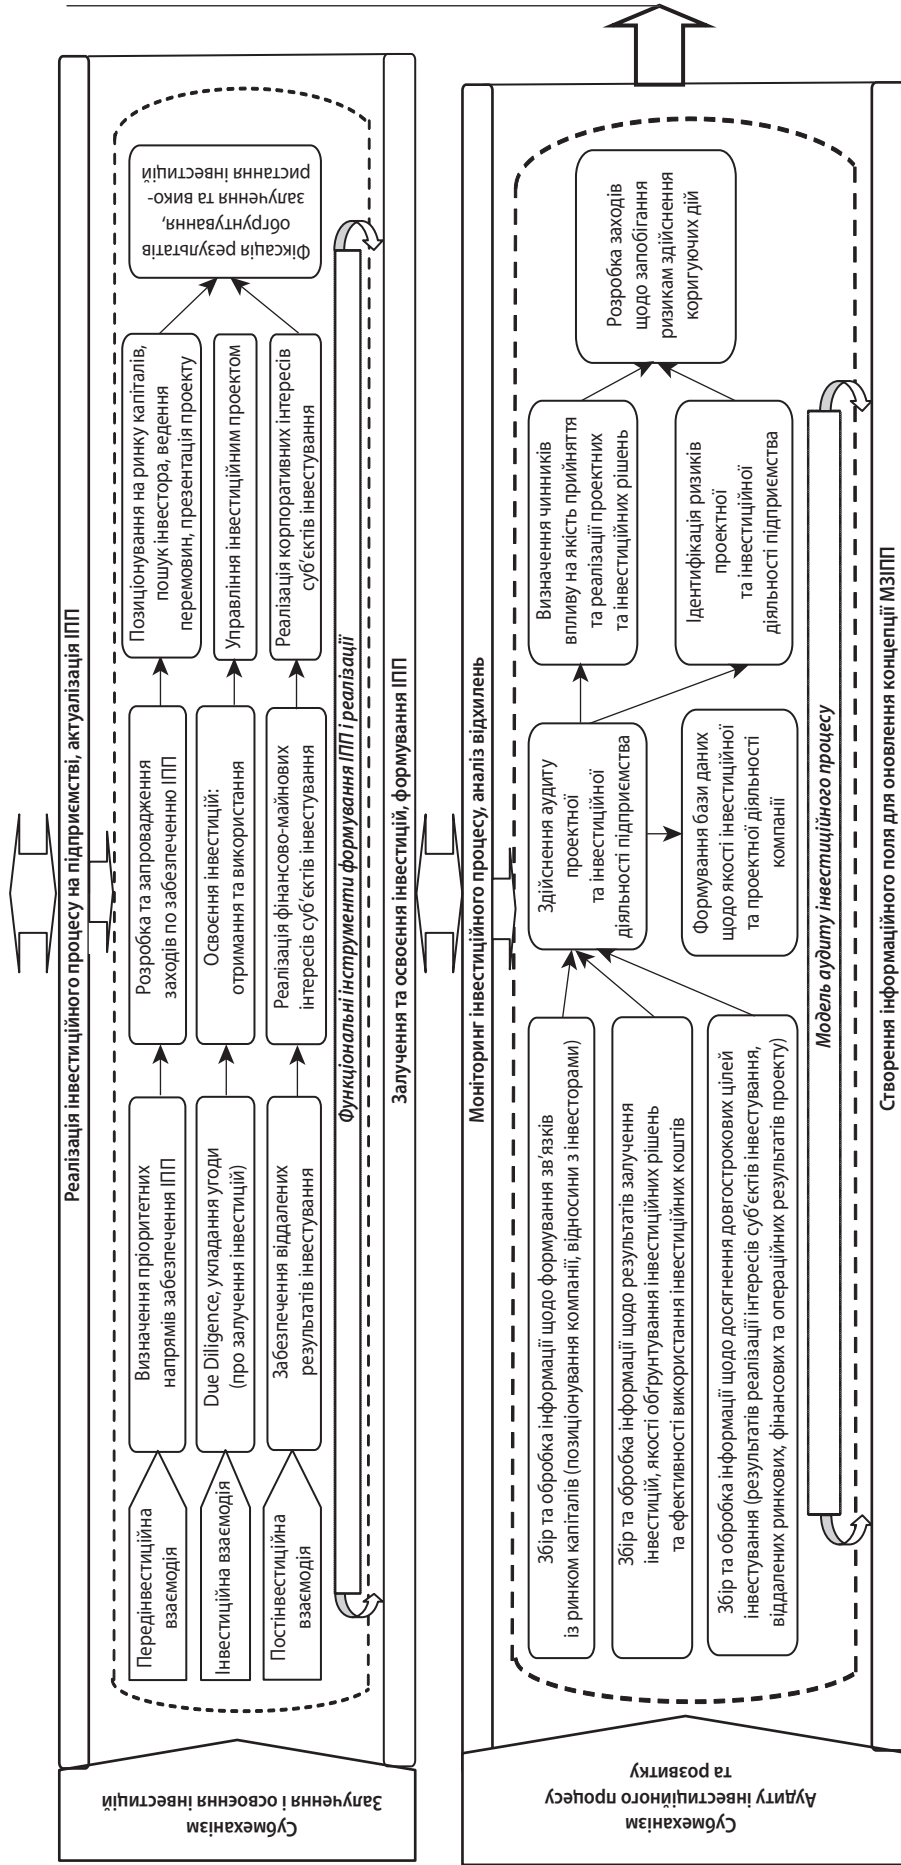 Реалізація інвестиційного процесу на підприємстві, актуалізація ІПП
Субмеханізм
Залучення і освоєння інвестицій
Передінвестиційна
взаємодія
Визначення пріоритетних
напрямів забезпечення ІПП
Розробка та запровадження
заходів по забезпеченню ІПП
Позиціонування на ринку капіталів,
пошук інвестора, ведення
перемовин, презентація проекту
Інвестиційна взаємодія
Due Diligence, укладання угоди
(про залучення інвестицій)
Освоєння інвестицій:
отримання та використання
Управління інвестиційним проектом
Постінвестиційна
взаємодія
Забезпечення віддалених
результатів інвестування
Реалізація фінансово-майнових
інтересів суб’єктів інвестування
Реалізація корпоративних інтересів
суб’єктів інвестування
Фіксація результатів
обґрунтування,
залучення та вико-
ристання інвестицій
Функціональні інструменти формування ІПП і реалізації
Залучення та освоєння інвестицій, формування ІПП
Моніторинг інвестиційного процесу, аналіз відхилень
Субмеханізм
Аудиту інвестиційного процесу
та розвитку
Збір та обробка інформації щодо формування зв’язків
із ринком капіталів (позиціонування компанії, відносини з інвесторами)
Збір та обробка інформації щодо результатів залучення
інвестицій, якості обґрунтування інвестиційних рішень
та ефективності використання інвестиційних коштів
Збір та обробка інформації щодо досягнення довгострокових цілей
інвестування (результатів реалізації інтересів суб’єктів інвестування,
віддалених ринкових, фінансових та операційних результатів проекту)
Здійснення аудиту
проектної
та інвестиційної
діяльності підприємства
Формування бази даних
щодо якості інвестиційної
та проектної діяльності
компанії
Визначення чинників
впливу на якість прийняття
та реалізації проектних
та інвестиційних рішень
Ідентифікація ризиків
проектної
та інвестиційної
діяльності підприємства
Розробка заходів
щодо запобігання
ризикам здійснення
коригуючих дій
Модель аудиту інвестиційного процесу
Створення інформаційного поля для оновлення концепції МЗІПП